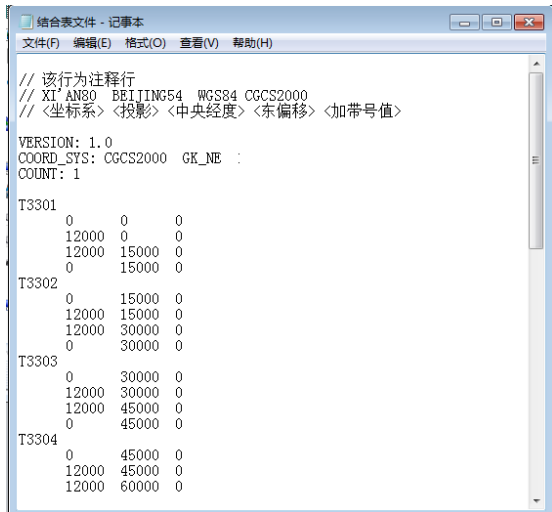 结合表文件 - 记事本
文件(F) 编辑(E) 格式(O) 查看(V) 帮助(H)
// 该行为注释行
// XI'AN80 BEIJING54 WGS84 CGCS2000
// <坐标系> <投影> <中央经度> <东偏移> <加带号值>
VERSION: 1.0
COORD_SYS: CGCS2000 GK_NE
COUNT: 1
T3301
0 0 0
12000 0 0
12000 15000 0
0 15000 0
T3302
0 15000 0
12000 15000 0
12000 30000 0
0 30000 0
T3303
0 30000 0
12000 30000 0
12000 45000 0
0 45000 0
T3304
0 45000 0
12000 45000 0
12000 60000 0